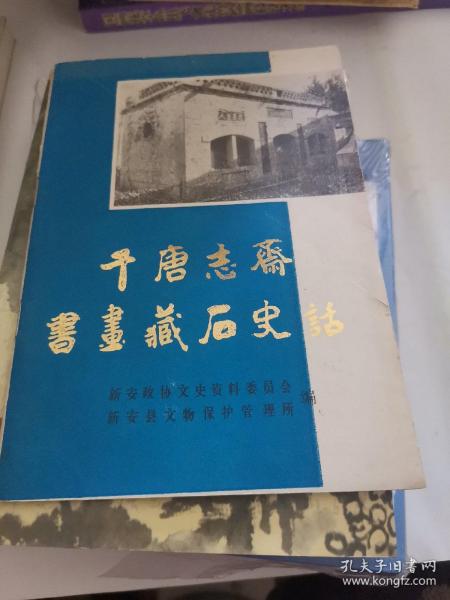 千唐志斋
書畫藏石史話
新安政协文史资料委员会
新安县文物保护管理所
编
孔夫子旧书网
www.kongfz.com